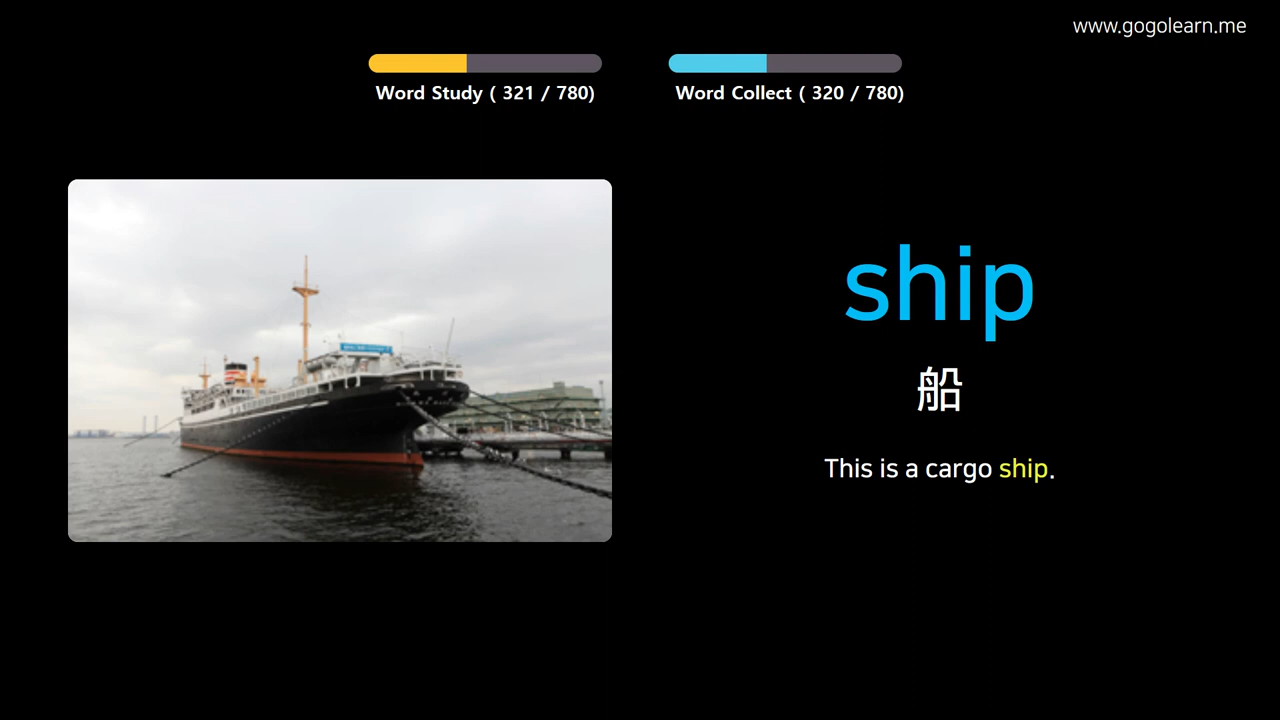 www.gogolearn.me
Word Study ( 321 / 780)
Word Collect ( 320 / 780)
ship
船
This is a cargo ship.